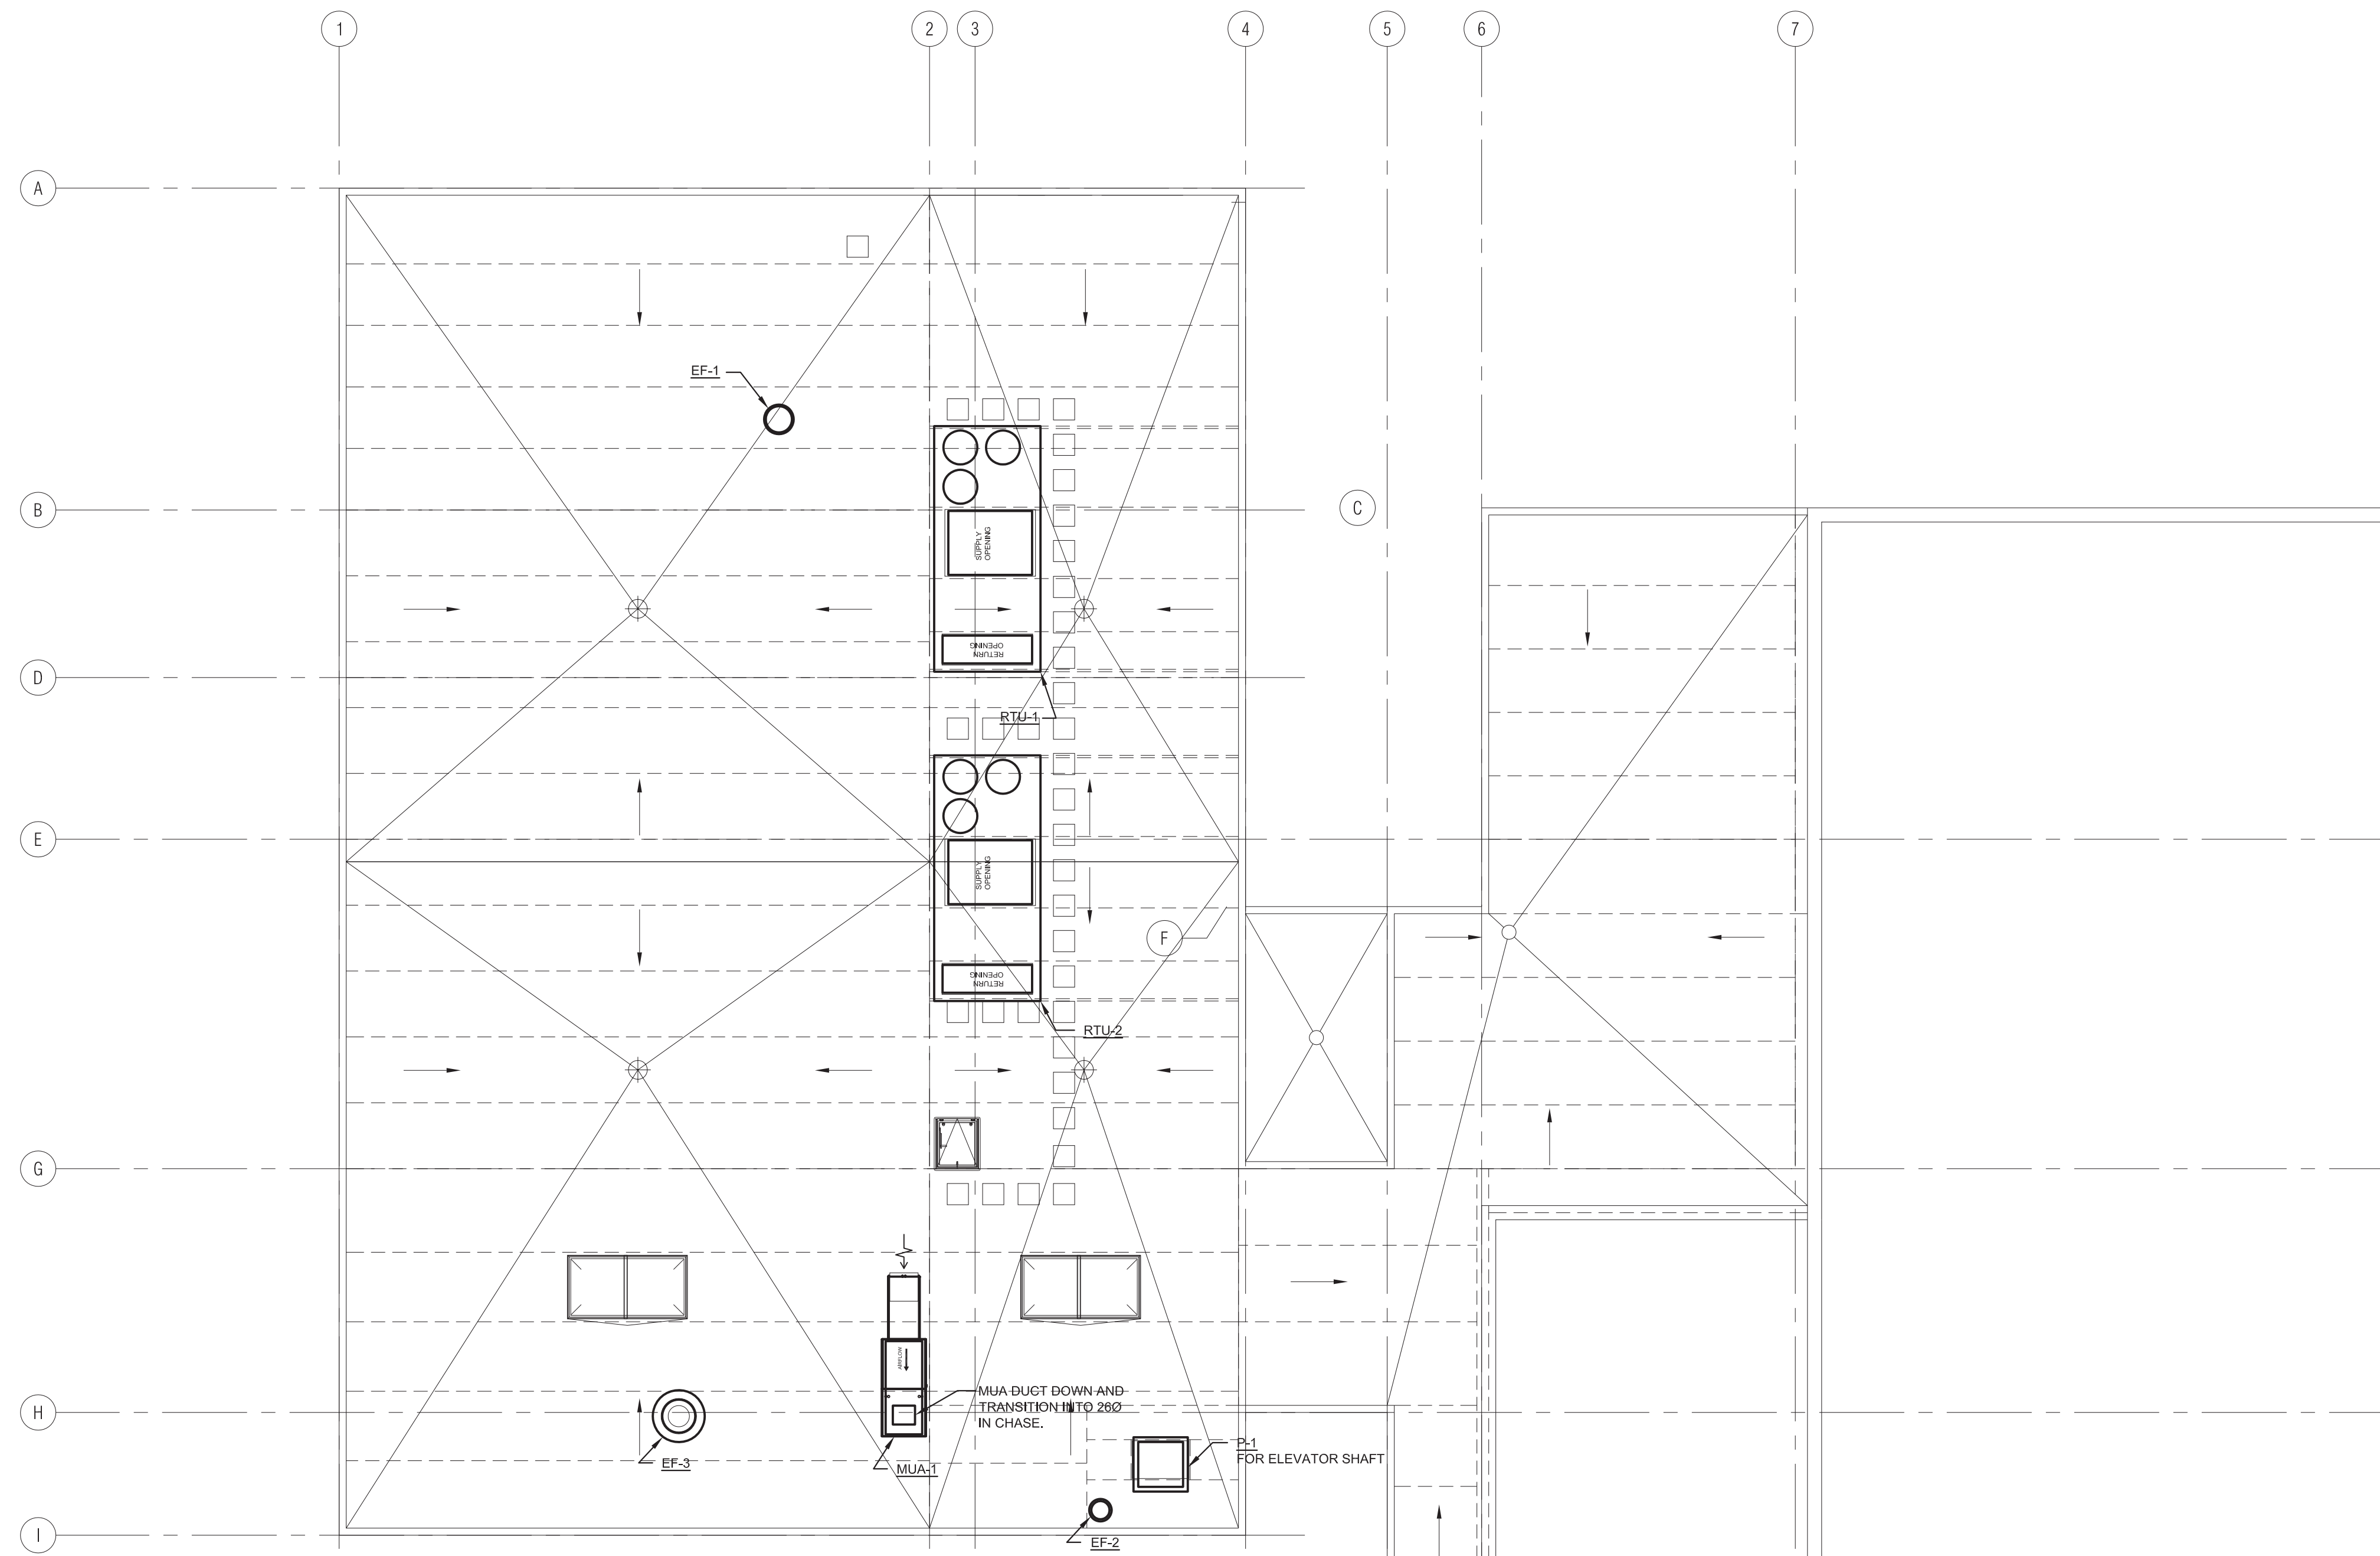 1
2
3
4
5
6
7
A
EF-1
B
C
SUPPLY
OPENING
RETURN
OPENING
D
RTU-1
E
SUPPLY
OPENING
F
RETURN
OPENING
RTU-2
G
AIRFLOW
MUA DUCT DOWN AND
TRANSITION INTO 26Ø
IN CHASE.
H
P-1
FOR ELEVATOR SHAFT
EF-3
MUA-1
I
EF-2